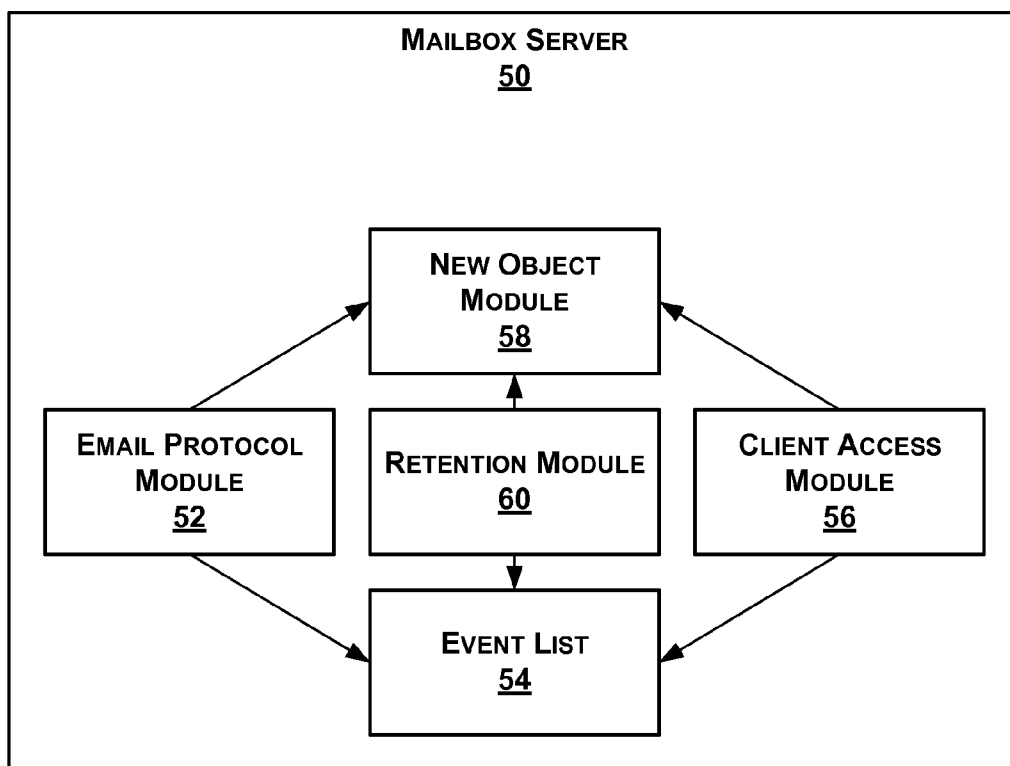 MAILBOX SERVER
50
NEW OBJECT
MODULE
58
EMAIL PROTOCOL
MODULE
52
RETENTION MODULE
60
CLIENT ACCESS
MODULE
56
EVENT LIST
54